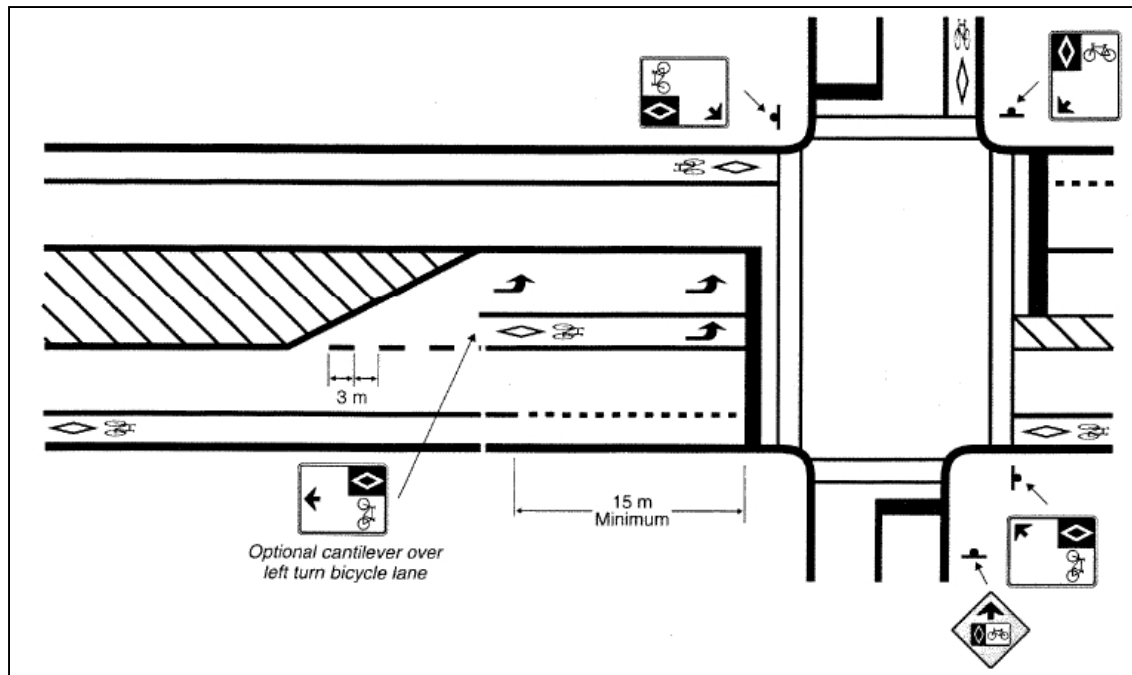 3 m
15 m
Minimum
Optional cantilever over
left turn bicycle lane